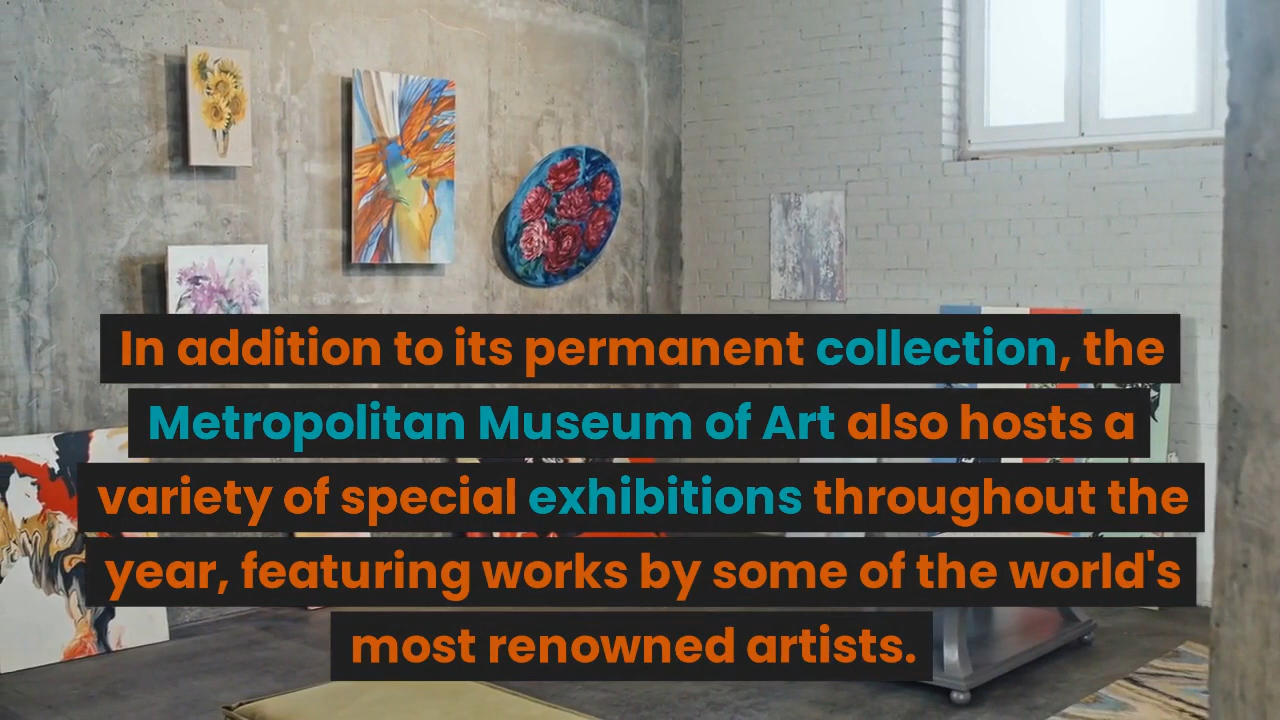 In addition to its permanent collection, the
Metropolitan Museum of Art also hosts a
variety of special exhibitions throughout the
year, featuring works by some of the world's
most renowned artists.